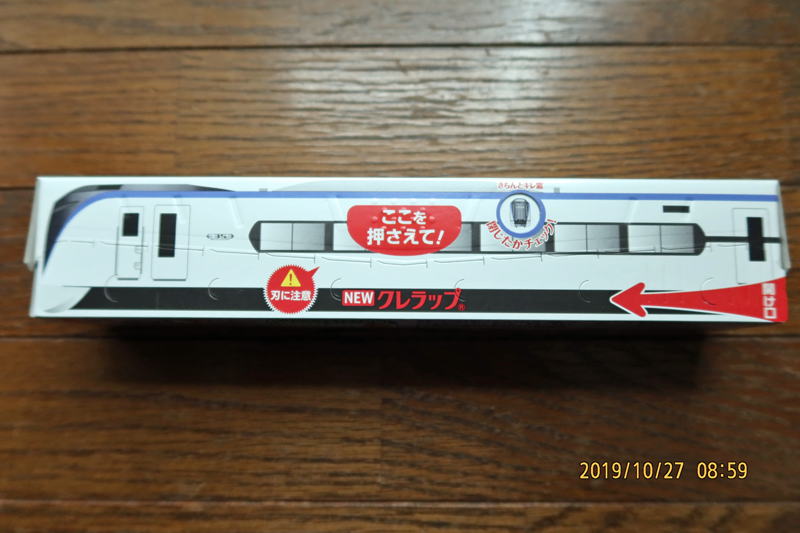 きちんとキレ窓
ここを
押さえて!
閉じたかチェック!
E353
刃に注意
NEW クレラップ®
開け口
2019/10/27 08:59